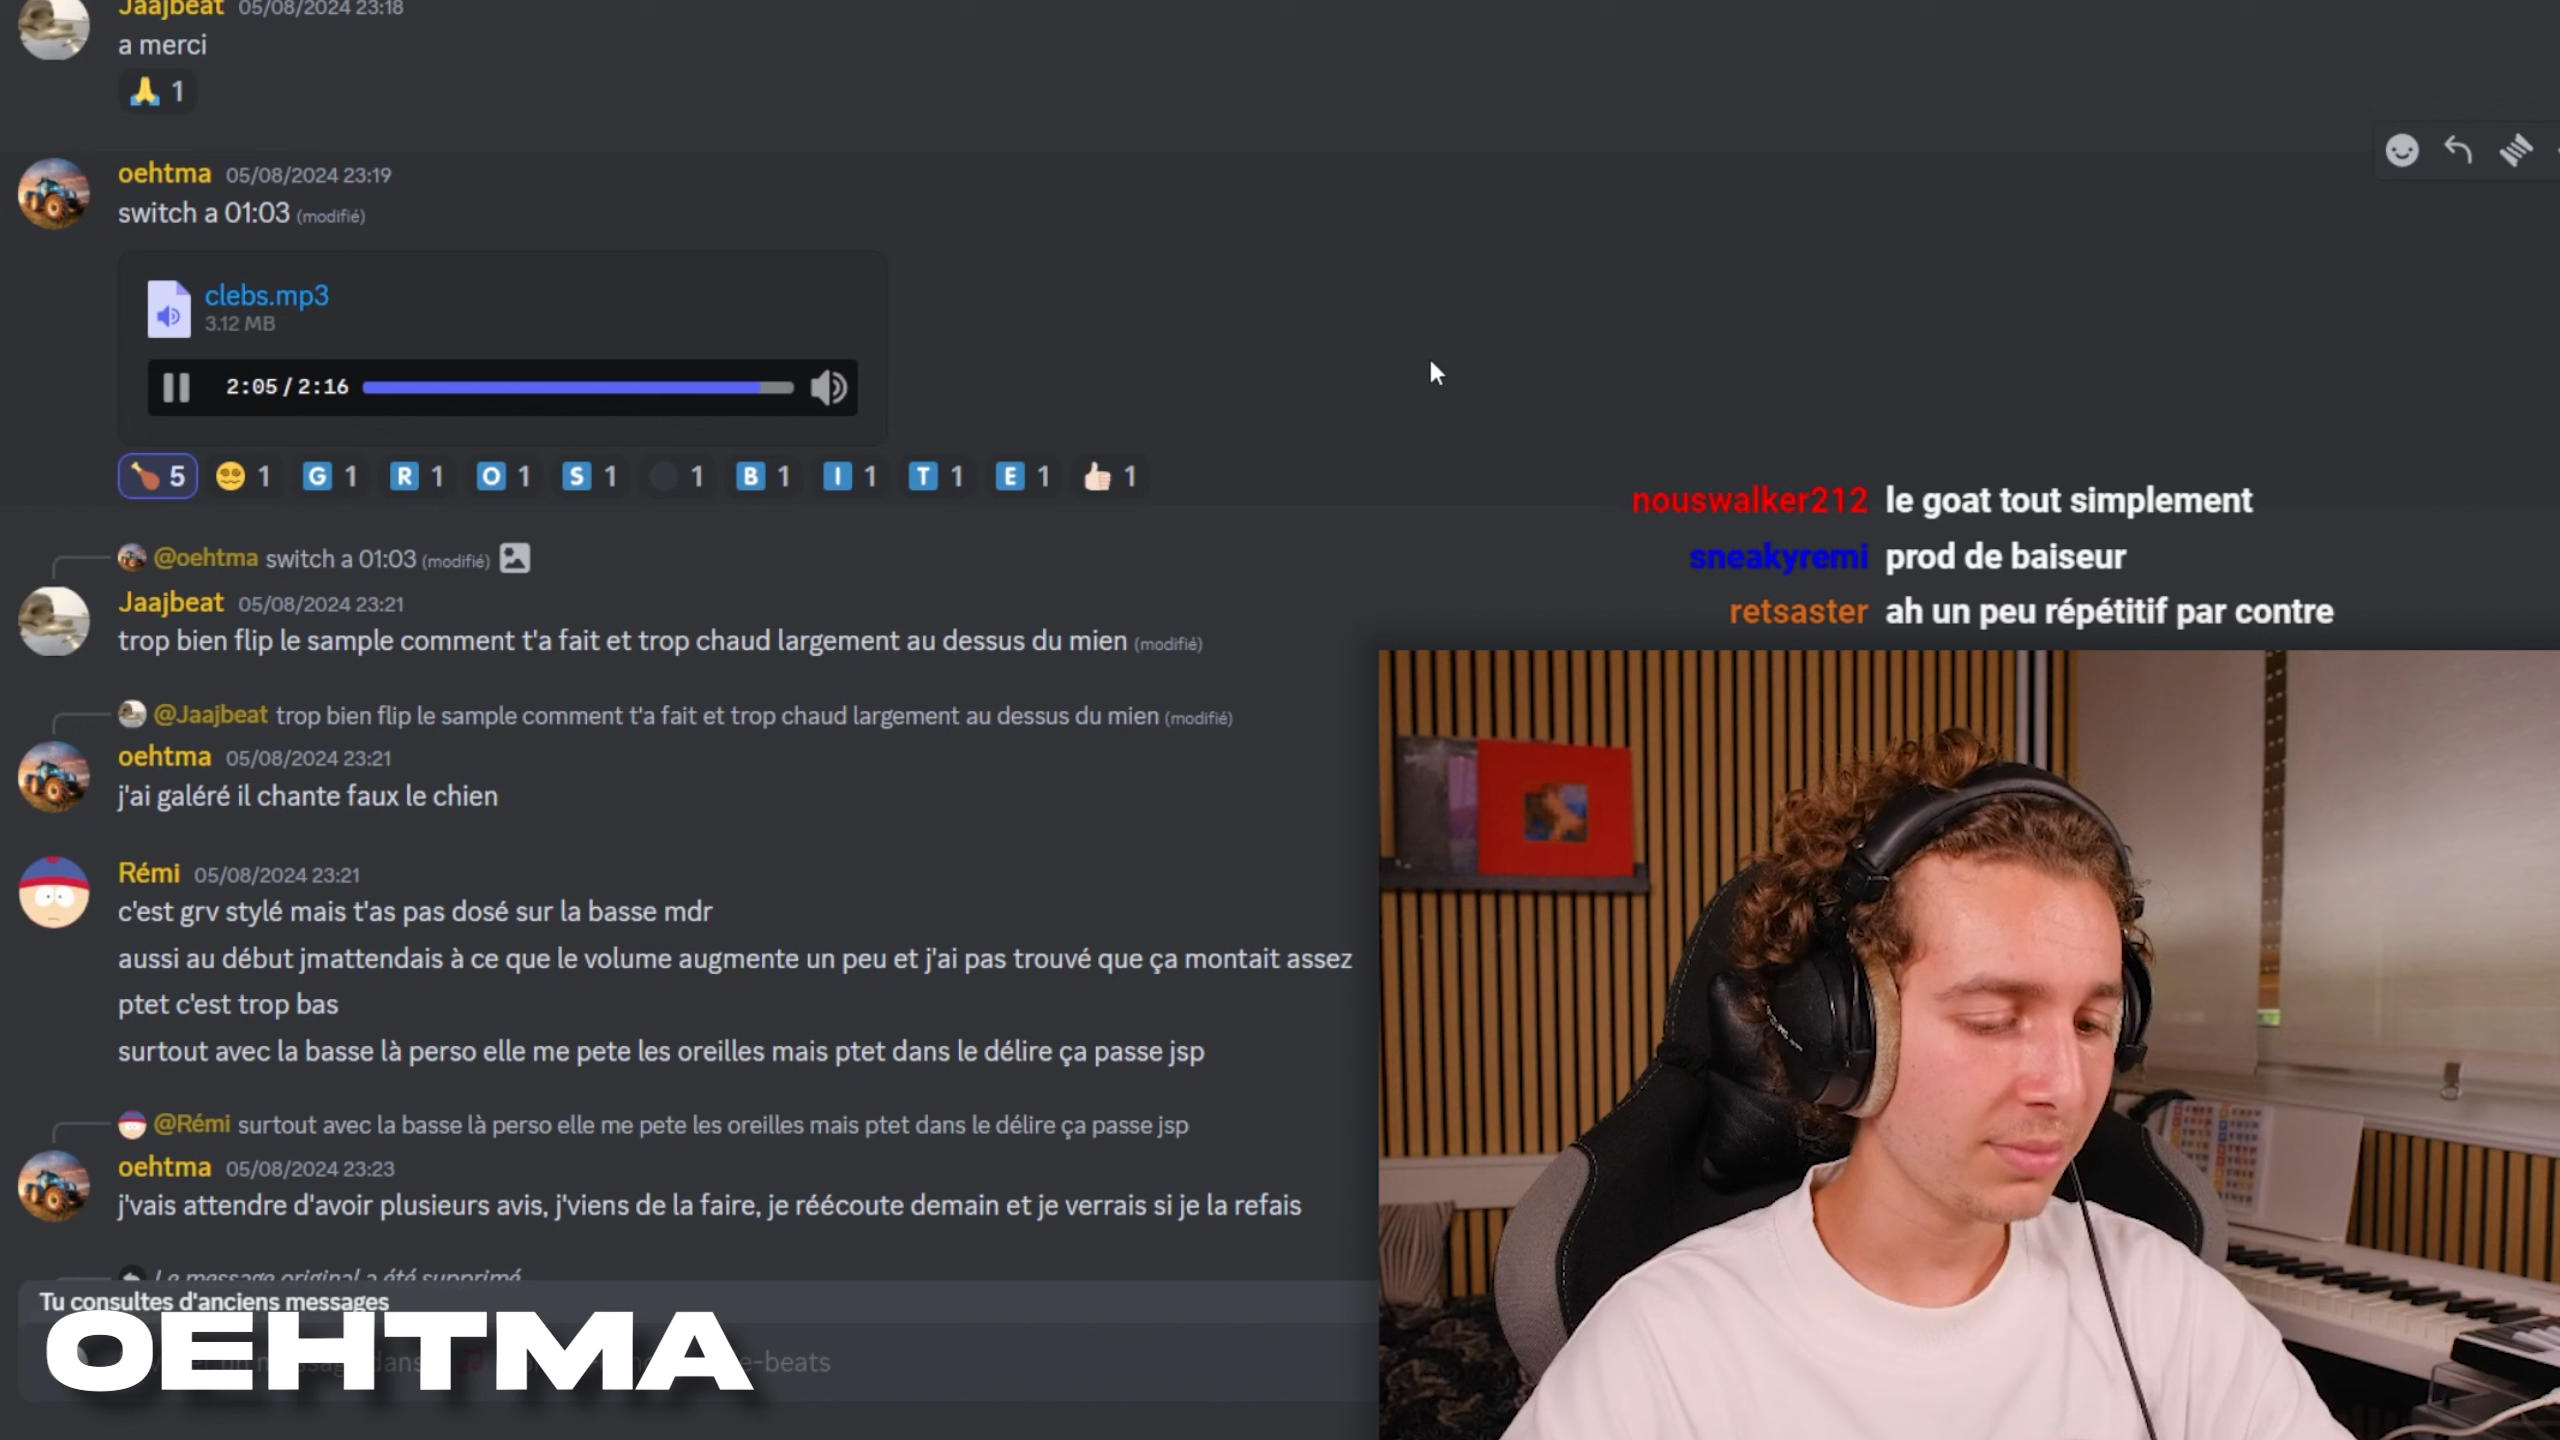 Jaajbeat 05/08/2024 23:18
a merci
1
oehtma 05/08/2024 23:19
switch a 01:03 (modifié)
clebs.mp3
3.12 MB
2:05 / 2:16
5 1 G 1 R 1 O 1 S 1 1 B 1 I 1 T 1 E 1 1
nouswalker212 le goat tout simplement
sneakyremi prod de baiseur
retsaster ah un peu répétitif par contre
@oehtma switch a 01:03 (modifié)
Jaajbeat 05/08/2024 23:21
trop bien flip le sample comment t'a fait et trop chaud largement au dessus du mien (modifié)
@Jaajbeat trop bien flip le sample comment t'a fait et trop chaud largement au dessus du mien (modifié)
oehtma 05/08/2024 23:21
j'ai galéré il chante faux le chien
Rémi 05/08/2024 23:21
c'est grv stylé mais t'as pas dosé sur la basse mdr
aussi au début jmattendais à ce que le volume augmente un peu et j'ai pas trouvé que ça montait assez
ptet c'est trop bas
surtout avec la basse là perso elle me pete les oreilles mais ptet dans le délire ça passe jsp
@Rémi surtout avec la basse là perso elle me pete les oreilles mais ptet dans le délire ça passe jsp
oehtma 05/08/2024 23:23
j'vais attendre d'avoir plusieurs avis, j'viens de la faire, je réécoute demain et je verrais si je la refais
Le message original a été supprimé
Tu consultes d'anciens messages
OEHTMA
e-beats